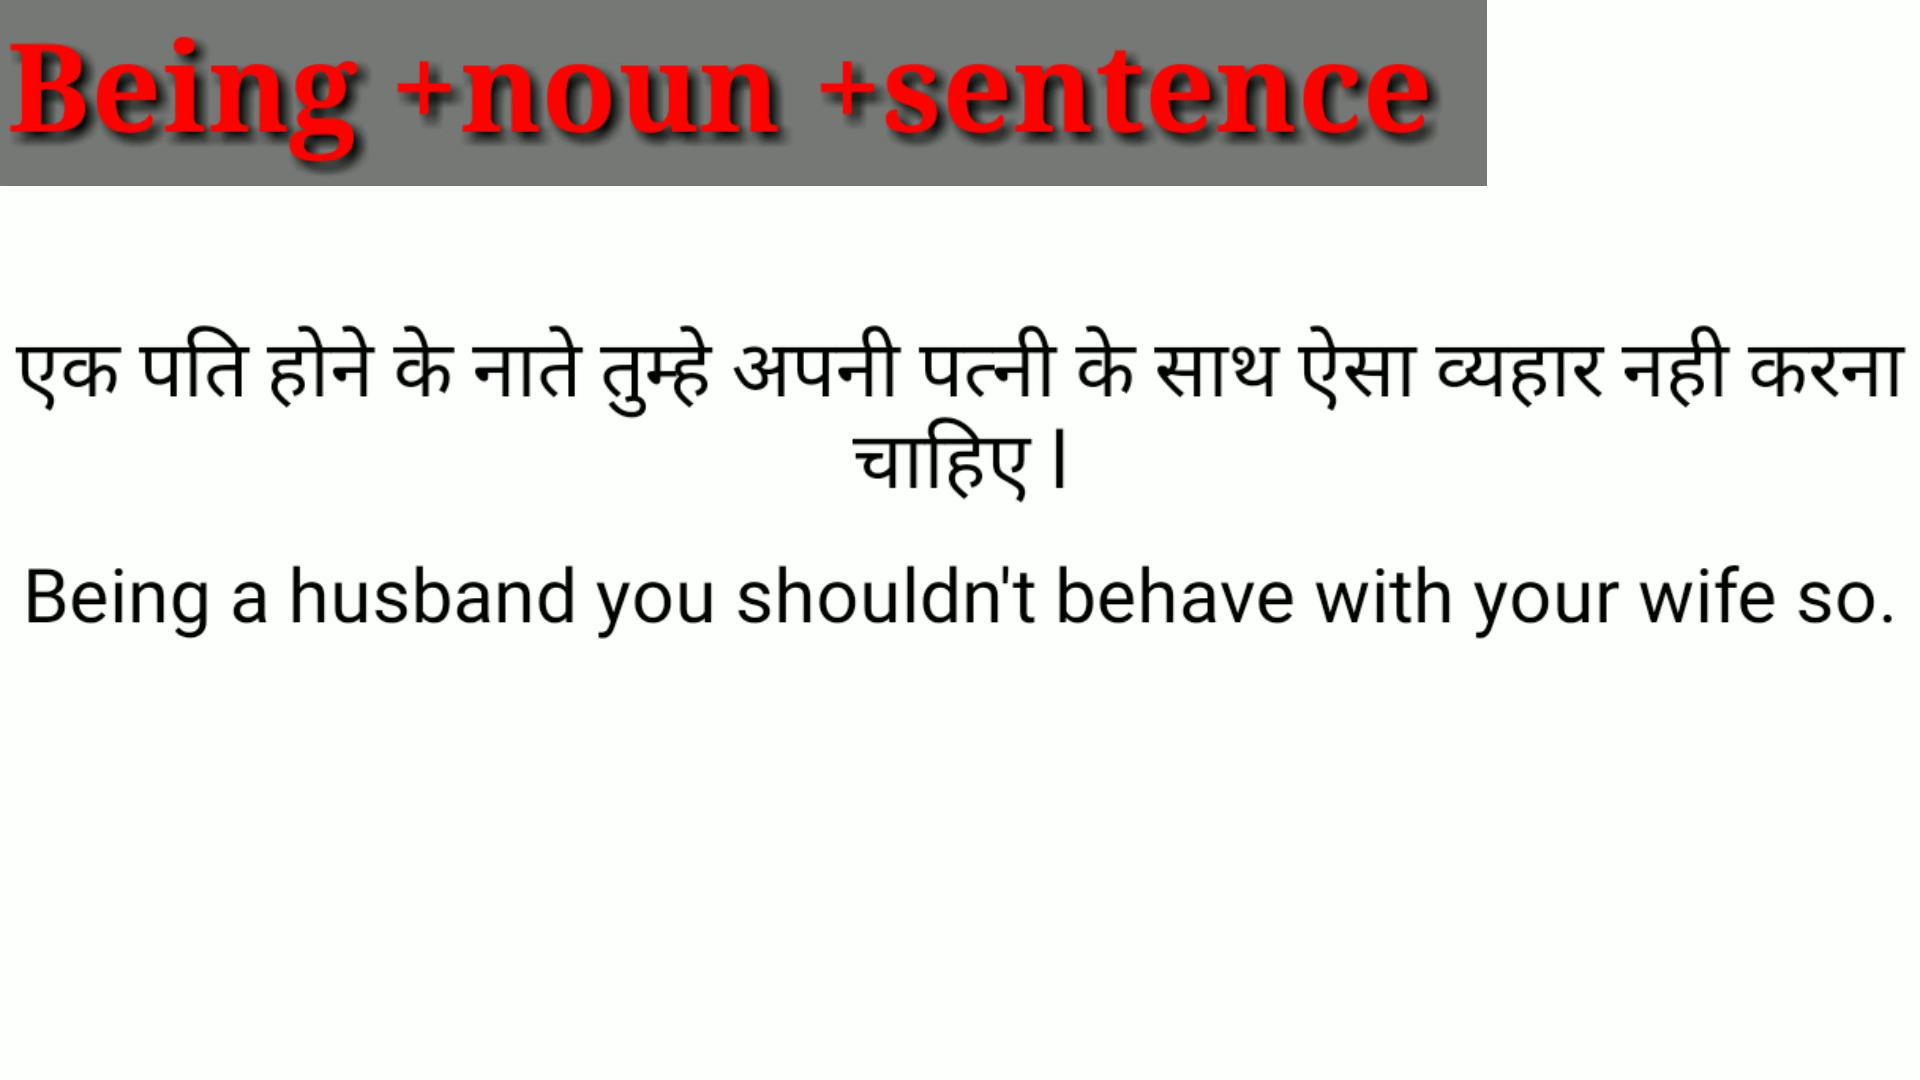 Being +noun +sentence
एक पति होने के नाते तुम्हे अपनी पत्नी के साथ ऐसा व्यहार नही करना
चाहिए l
Being a husband you shouldn't behave with your wife so.